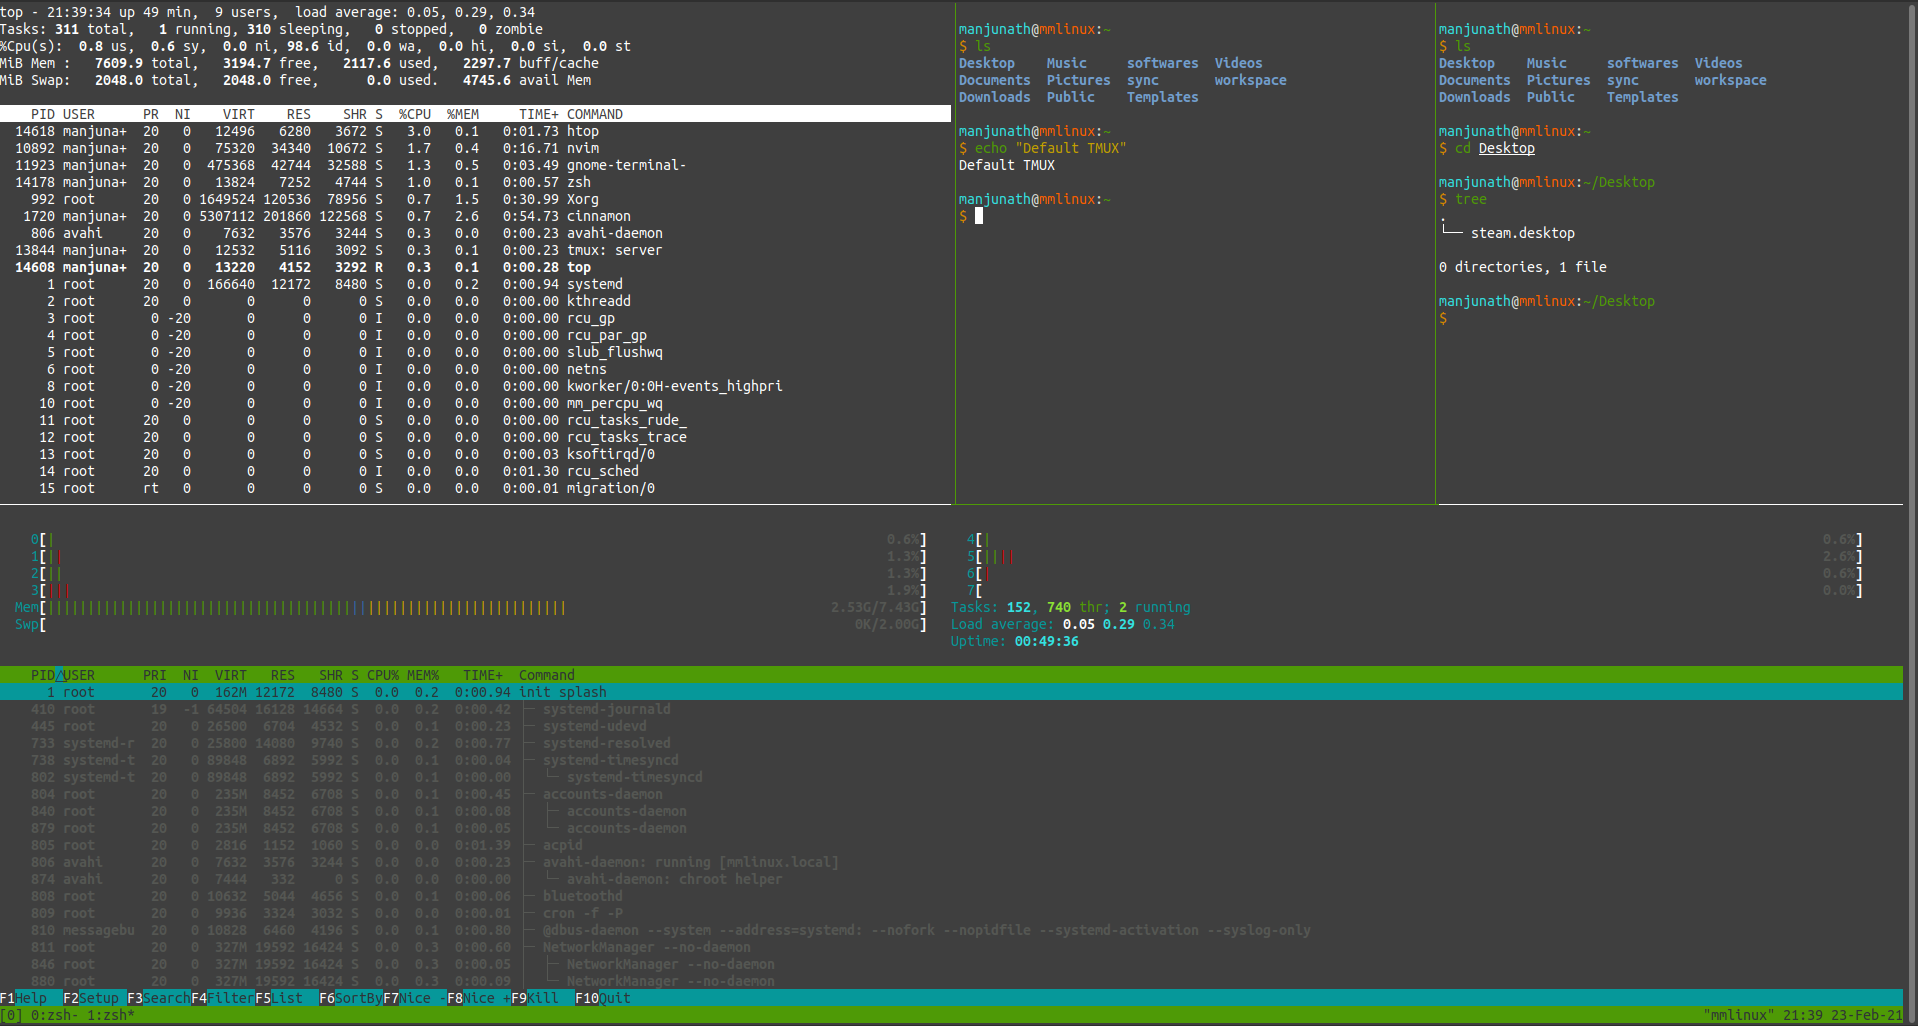 top - 21:39:34 up 49 min,  9 users,  load average: 0.05, 0.29, 0.34
Tasks: 311 total,   1 running, 310 sleeping,   0 stopped,   0 zombie
%Cpu(s):  0.8 us,  0.6 sy,  0.0 ni, 98.6 id,  0.0 wa,  0.0 hi,  0.0 si,  0.0 st
MiB Mem :   7609.9 total,   3194.7 free,   2117.6 used,   2297.7 buff/cache
MiB Swap:   2048.0 total,   2048.0 free,      0.0 used.   4745.6 avail Mem
PID USER PR NI VIRT RES SHR S %CPU %MEM TIME+ COMMAND
14618 manjuna+ 20 0 12496 6280 3672 S 3.0 0.1 0:01.73 htop
10892 manjuna+ 20 0 75320 34340 10672 S 1.7 0.4 0:16.71 nvim
11923 manjuna+ 20 0 475368 42744 32588 S 1.3 0.5 0:03.49 gnome-terminal-
14178 manjuna+ 20 0 13824 7252 4744 S 1.0 0.1 0:00.57 zsh
992 root 20 0 1649524 120536 78956 S 0.7 1.5 0:30.99 Xorg
1720 manjuna+ 20 0 5307112 201860 122568 S 0.7 2.6 0:54.73 cinnamon
806 avahi 20 0 7632 3576 3244 S 0.3 0.0 0:00.23 avahi-daemon
13844 manjuna+ 20 0 12532 5116 3092 S 0.3 0.1 0:00.23 tmux: server
14608 manjuna+ 20 0 13220 4152 3292 R 0.3 0.1 0:00.28 top
1 root 20 0 166640 12172 8480 S 0.0 0.2 0:00.94 systemd
2 root 20 0 0 0 0 S 0.0 0.0 0:00.00 kthreadd
3 root 0 -20 0 0 0 I 0.0 0.0 0:00.00 rcu_gp
4 root 0 -20 0 0 0 I 0.0 0.0 0:00.00 rcu_par_gp
5 root 0 -20 0 0 0 I 0.0 0.0 0:00.00 slub_flushwq
6 root 0 -20 0 0 0 I 0.0 0.0 0:00.00 netns
8 root 0 -20 0 0 0 I 0.0 0.0 0:00.00 kworker/0:0H-events_highpri
10 root 0 -20 0 0 0 I 0.0 0.0 0:00.00 mm_percpu_wq
11 root 20 0 0 0 0 S 0.0 0.0 0:00.00 rcu_tasks_rude_
12 root 20 0 0 0 0 S 0.0 0.0 0:00.00 rcu_tasks_trace
13 root 20 0 0 0 0 S 0.0 0.0 0:00.03 ksoftirqd/0
14 root 20 0 0 0 0 I 0.0 0.0 0:01.30 rcu_sched
15 root rt 0 0 0 0 S 0.0 0.0 0:00.01 migration/0
manjunath@mmlinux:~
$ ls
Desktop Music softwares Videos
Documents Pictures sync workspace
Downloads Public Templates
manjunath@mmlinux:~
$ echo "Default TMUX"
Default TMUX
manjunath@mmlinux:~
$
manjunath@mmlinux:~
$ ls
Desktop Music softwares Videos
Documents Pictures sync workspace
Downloads Public Templates
manjunath@mmlinux:~
$ cd Desktop
manjunath@mmlinux:~/Desktop
$ tree
.
└── steam.desktop
0 directories, 1 file
manjunath@mmlinux:~/Desktop
$
0[| 0.6%] 4[| 0.6%]
1[|| 1.3%] 5[|||| 2.6%]
2[|| 1.3%] 6[| 0.6%]
3[||| 1.9%] 7[ 0.0%]
Mem[||||||||||||||||||||||||||||||||||||||||||||||||||||||||||||||||| 2.53G/7.43G] Tasks: 152, 740 thr; 2 running
Swp[ 0K/2.00G] Load average: 0.05 0.29 0.34
Uptime: 00:49:36
PID△USER PRI NI VIRT RES SHR S CPU% MEM% TIME+ Command
1 root 20 0 162M 12172 8480 S 0.0 0.2 0:00.94 init splash
410 root 19 -1 64504 16128 14664 S 0.0 0.2 0:00.42 ├─ systemd-journald
445 root 20 0 26500 6704 4532 S 0.0 0.1 0:00.23 ├─ systemd-udevd
733 systemd-r 20 0 25800 14080 9740 S 0.0 0.2 0:00.77 ├─ systemd-resolved
738 systemd-t 20 0 89848 6892 5992 S 0.0 0.1 0:00.04 ├─ systemd-timesyncd
802 systemd-t 20 0 89848 6892 5992 S 0.0 0.1 0:00.00 │  └─ systemd-timesyncd
804 root 20 0 235M 8452 6708 S 0.0 0.1 0:00.45 ├─ accounts-daemon
840 root 20 0 235M 8452 6708 S 0.0 0.1 0:00.08 │  ├─ accounts-daemon
879 root 20 0 235M 8452 6708 S 0.0 0.1 0:00.05 │  └─ accounts-daemon
805 root 20 0 2816 1152 1060 S 0.0 0.0 0:01.39 ├─ acpid
806 avahi 20 0 7632 3576 3244 S 0.0 0.0 0:00.23 ├─ avahi-daemon: running [mmlinux.local]
874 avahi 20 0 7444 332 0 S 0.0 0.0 0:00.00 │  └─ avahi-daemon: chroot helper
808 root 20 0 10632 5044 4656 S 0.0 0.1 0:00.06 ├─ bluetoothd
809 root 20 0 9936 3324 3032 S 0.0 0.0 0:00.01 ├─ cron -f -P
810 messagebu 20 0 10828 6460 4196 S 0.0 0.1 0:00.80 ├─ @dbus-daemon --system --address=systemd: --nofork --nopidfile --systemd-activation --syslog-only
811 root 20 0 327M 19592 16424 S 0.0 0.3 0:00.60 ├─ NetworkManager --no-daemon
846 root 20 0 327M 19592 16424 S 0.0 0.3 0:00.05 │  ├─ NetworkManager --no-daemon
880 root 20 0 327M 19592 16424 S 0.0 0.3 0:00.09 │  └─ NetworkManager --no-daemon
F1Help F2Setup F3SearchF4FilterF5List F6SortByF7Nice -F8Nice +F9Kill F10Quit
[0] 0:zsh- 1:zsh* "mmlinux" 21:39 23-Feb-21